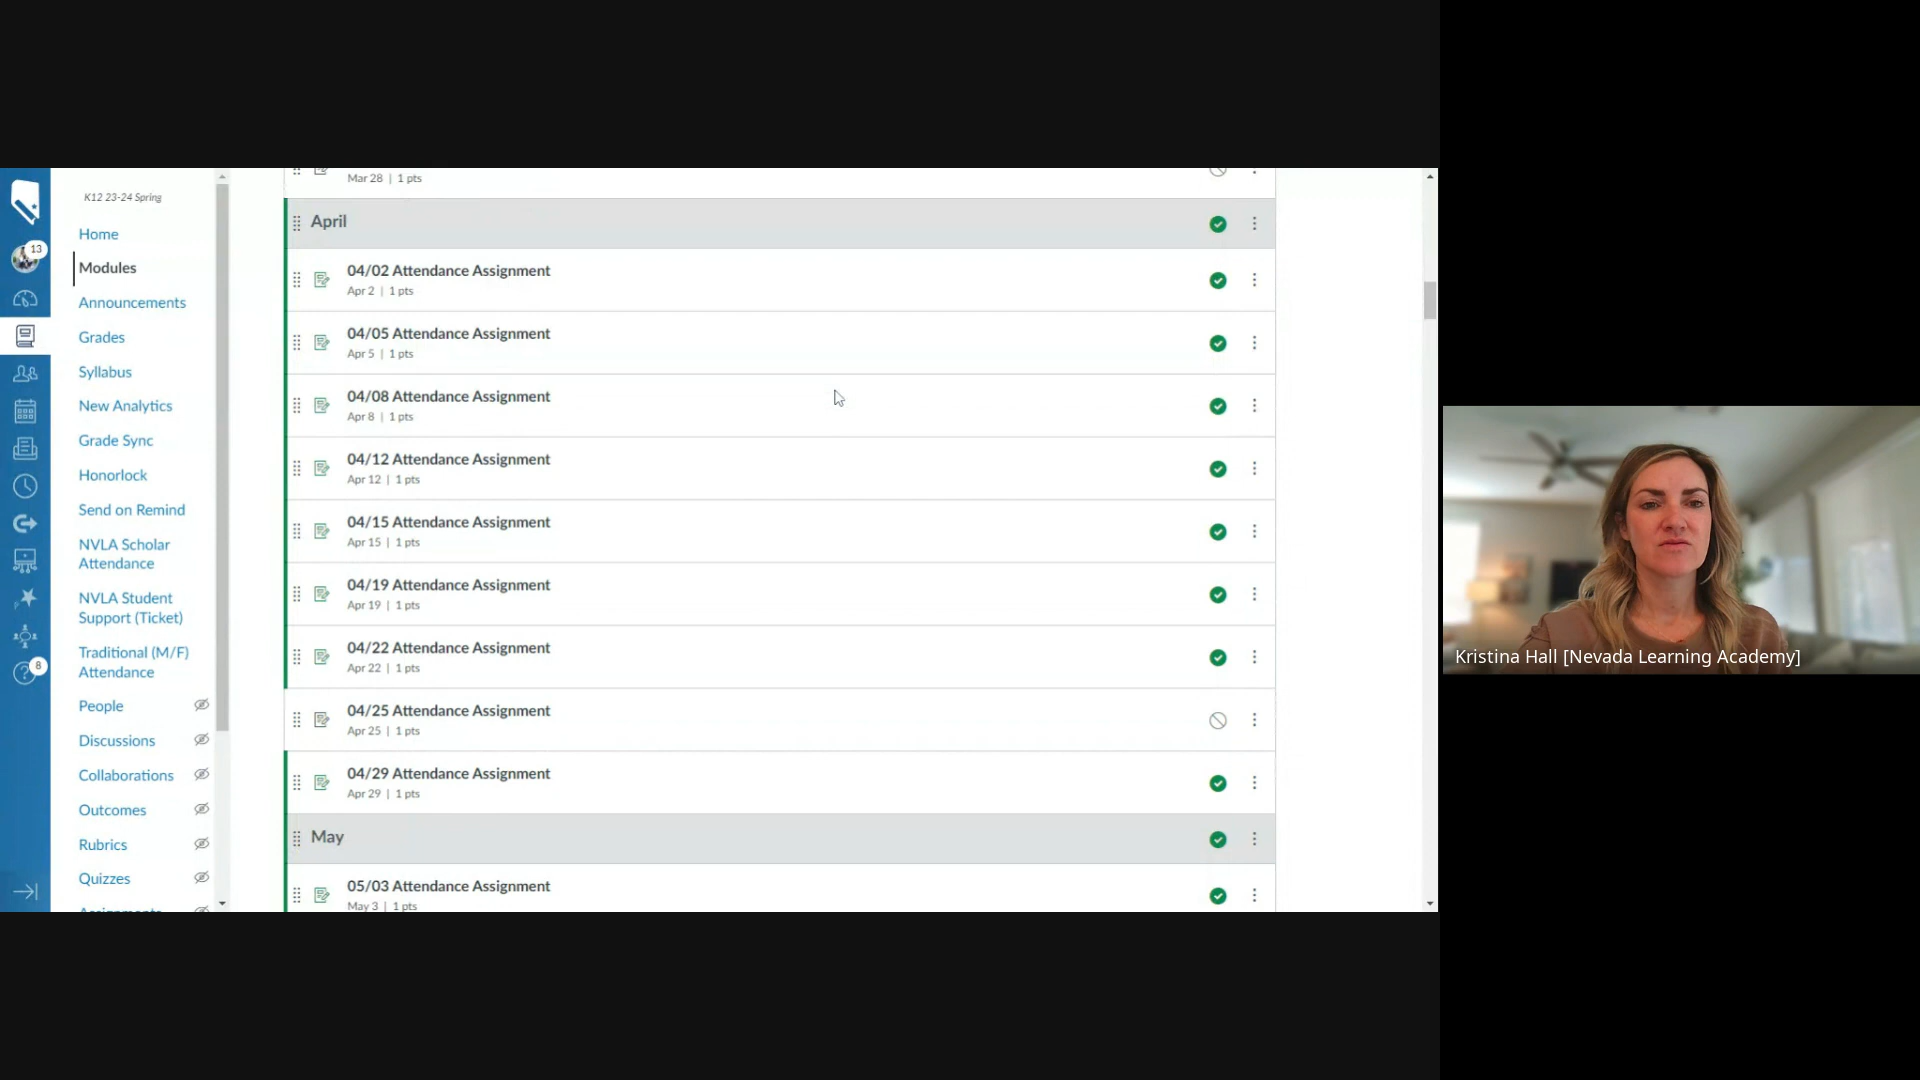 K12 23-24 Spring
13
8
Home
Modules
Announcements
Grades
Syllabus
New Analytics
Grade Sync
Honorlock
Send on Remind
NVLA Scholar
Attendance
NVLA Student
Support (Ticket)
Traditional (M/F)
Attendance
People
Discussions
Collaborations
Outcomes
Rubrics
Quizzes
Assignments
Mar 28 | 1 pts
April
04/02 Attendance Assignment
Apr 2 | 1 pts
04/05 Attendance Assignment
Apr 5 | 1 pts
04/08 Attendance Assignment
Apr 8 | 1 pts
04/12 Attendance Assignment
Apr 12 | 1 pts
04/15 Attendance Assignment
Apr 15 | 1 pts
04/19 Attendance Assignment
Apr 19 | 1 pts
04/22 Attendance Assignment
Apr 22 | 1 pts
04/25 Attendance Assignment
Apr 25 | 1 pts
04/29 Attendance Assignment
Apr 29 | 1 pts
May
05/03 Attendance Assignment
May 3 | 1 pts
Kristina Hall [Nevada Learning Academy]